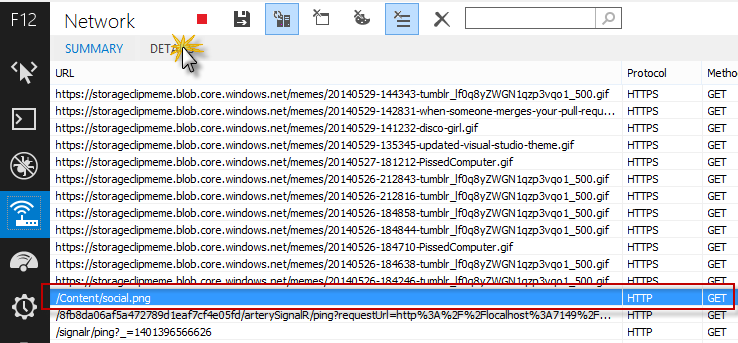 F12 Network
SUMMARY DETAILS
URL Protocol Metho
https://storageclipmeme.blob.core.windows.net/memes/20140529-144343-tumblr_lf0q8yZWGN1qzp3vqo1_500.gif HTTPS GET
https://storageclipmeme.blob.core.windows.net/memes/20140529-142831-when-someone-merges-your-pull-requ... HTTPS GET
https://storageclipmeme.blob.core.windows.net/memes/20140529-141232-disco-girl.gif HTTPS GET
https://storageclipmeme.blob.core.windows.net/memes/20140529-135345-updated-visual-studio-theme.gif HTTPS GET
https://storageclipmeme.blob.core.windows.net/memes/20140527-181212-PissedComputer.gif HTTPS GET
https://storageclipmeme.blob.core.windows.net/memes/20140526-212843-tumblr_lf0q8yZWGN1qzp3vqo1_500.gif HTTPS GET
https://storageclipmeme.blob.core.windows.net/memes/20140526-212816-tumblr_lf0q8yZWGN1qzp3vqo1_500.gif HTTPS GET
https://storageclipmeme.blob.core.windows.net/memes/20140526-184858-tumblr_lf0q8yZWGN1qzp3vqo1_500.gif HTTPS GET
https://storageclipmeme.blob.core.windows.net/memes/20140526-184844-tumblr_lf0q8yZWGN1qzp3vqo1_500.gif HTTPS GET
https://storageclipmeme.blob.core.windows.net/memes/20140526-184710-PissedComputer.gif HTTPS GET
https://storageclipmeme.blob.core.windows.net/memes/20140526-184638-tumblr_lf0q8yZWGN1qzp3vqo1_500.gif HTTPS GET
https://storageclipmeme.blob.core.windows.net/memes/20140526-184246-tumblr_lf0q8yZWGN1qzp3vqo1_500.gif HTTPS GET
/Content/social.png HTTP GET
/8fb8da06af5a472789d1eaf7cf4e05fd/arterySignalR/ping?requestUrl=http%3A%2F%2Flocalhost%3A7149%2F... HTTP GET
/signalr/ping?_=1401396566626 HTTP GET